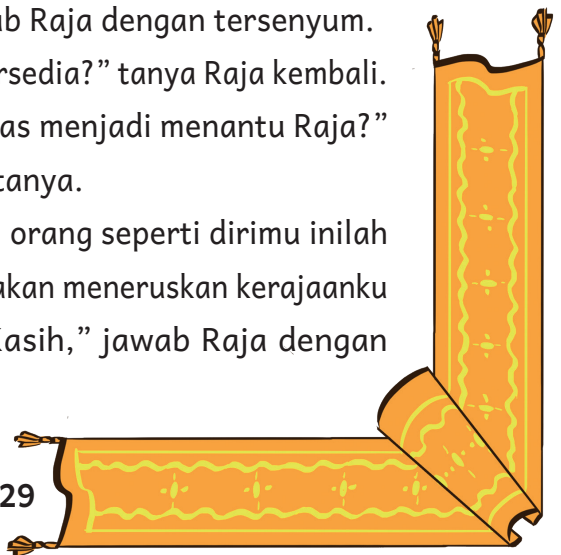 ab Raja dengan tersenyum.
rsedia?” tanya Raja kembali.
as menjadi menantu Raja?”
tanya.
orang seperti dirimu inilah
akan meneruskan kerajaanku
Kasih,” jawab Raja dengan
29